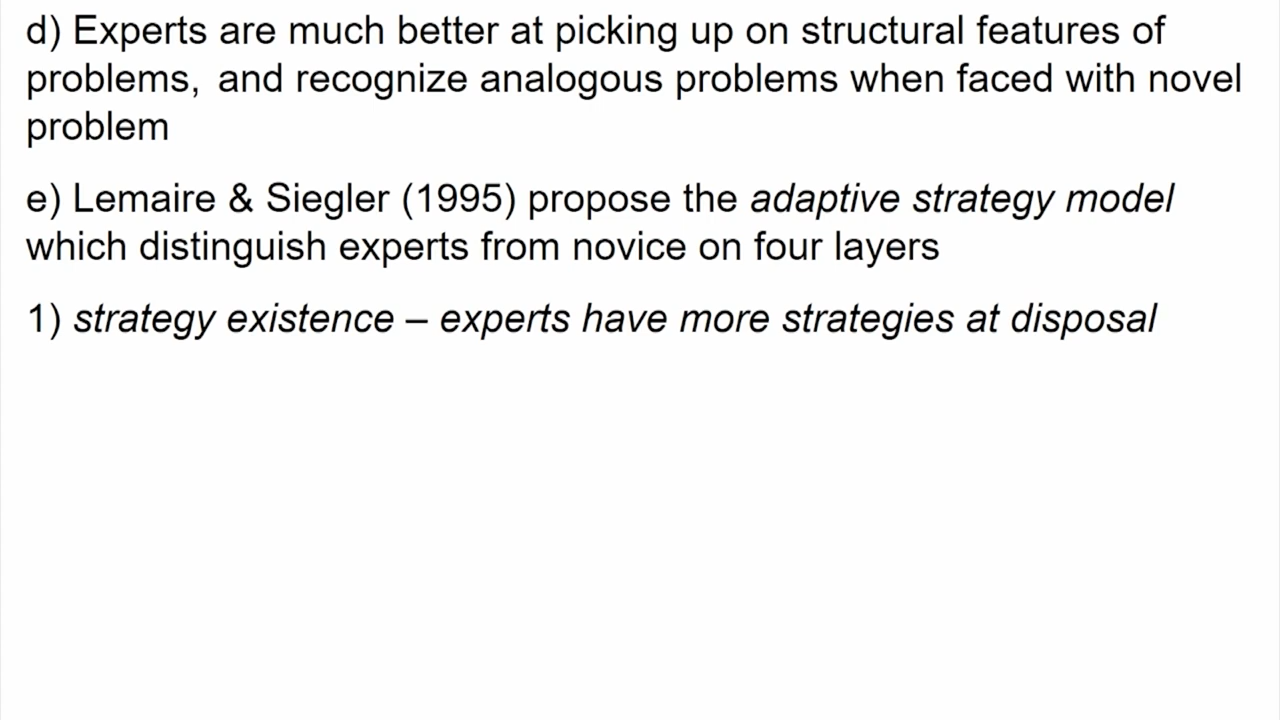 d) Experts are much better at picking up on structural features of
problems, and recognize analogous problems when faced with novel
problem
e) Lemaire & Siegler (1995) propose the adaptive strategy model
which distinguish experts from novice on four layers
1) strategy existence – experts have more strategies at disposal